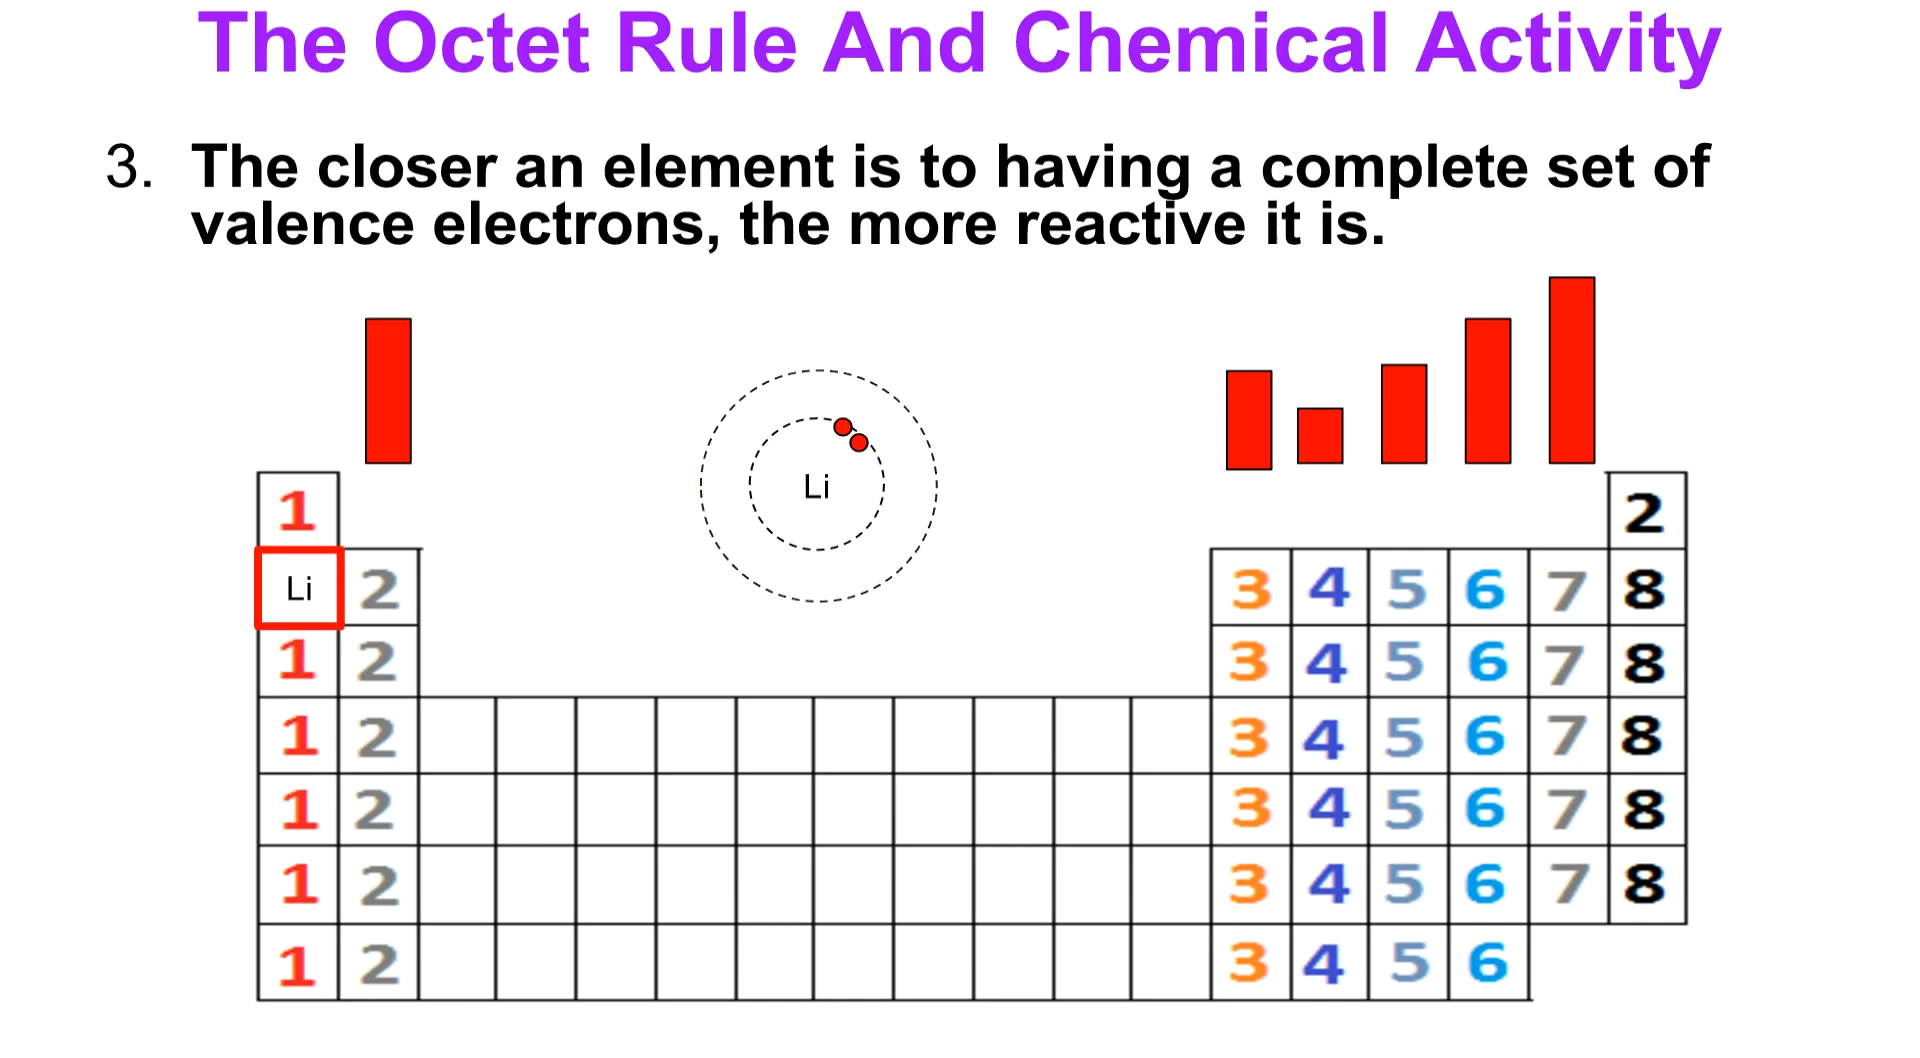 The Octet Rule And Chemical Activity
3. The closer an element is to having a complete set of
valence electrons, the more reactive it is.
Li
1 2
Li 2 3 4 5 6 7 8
1 2 3 4 5 6 7 8
1 2 3 4 5 6 7 8
1 2 3 4 5 6 7 8
1 2 3 4 5 6 7 8
1 2 3 4 5 6